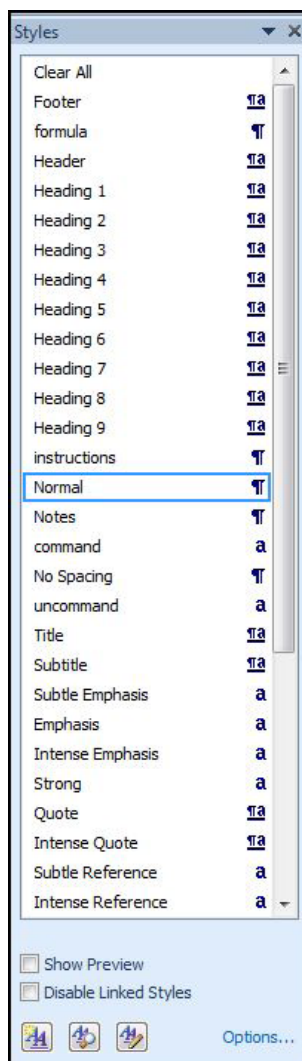 Styles
Clear All
Footer ¶a
formula ¶
Header ¶a
Heading 1 ¶a
Heading 2 ¶a
Heading 3 ¶a
Heading 4 ¶a
Heading 5 ¶a
Heading 6 ¶a
Heading 7 ¶a
Heading 8 ¶a
Heading 9 ¶a
instructions ¶
Normal ¶
Notes ¶
command a
No Spacing ¶
uncommand a
Title ¶a
Subtitle ¶a
Subtle Emphasis a
Emphasis a
Intense Emphasis a
Strong a
Quote ¶a
Intense Quote ¶a
Subtle Reference a
Intense Reference a
Show Preview
Disable Linked Styles
Options...